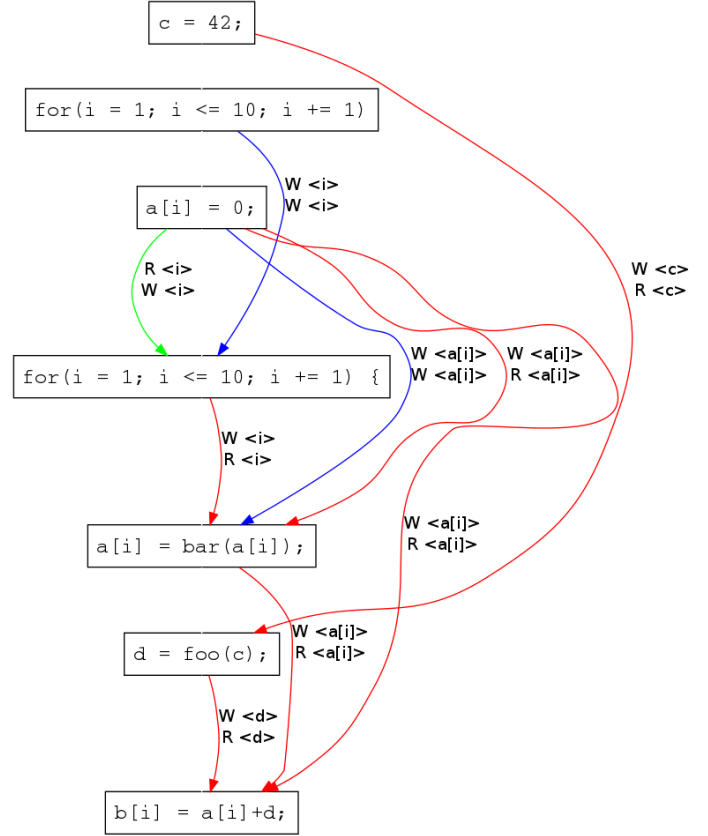 c = 42;
for(i = 1; i <= 10; i += 1)
W <i>
W <i>
a[i] = 0;
R <i>
W <i>
W <c>
R <c>
W <a[i]>
W <a[i]>
W <a[i]>
R <a[i]>
for(i = 1; i <= 10; i += 1) {
W <i>
R <i>
W <a[i]>
R <a[i]>
a[i] = bar(a[i]);
W <a[i]>
R <a[i]>
d = foo(c);
W <d>
R <d>
b[i] = a[i]+d;